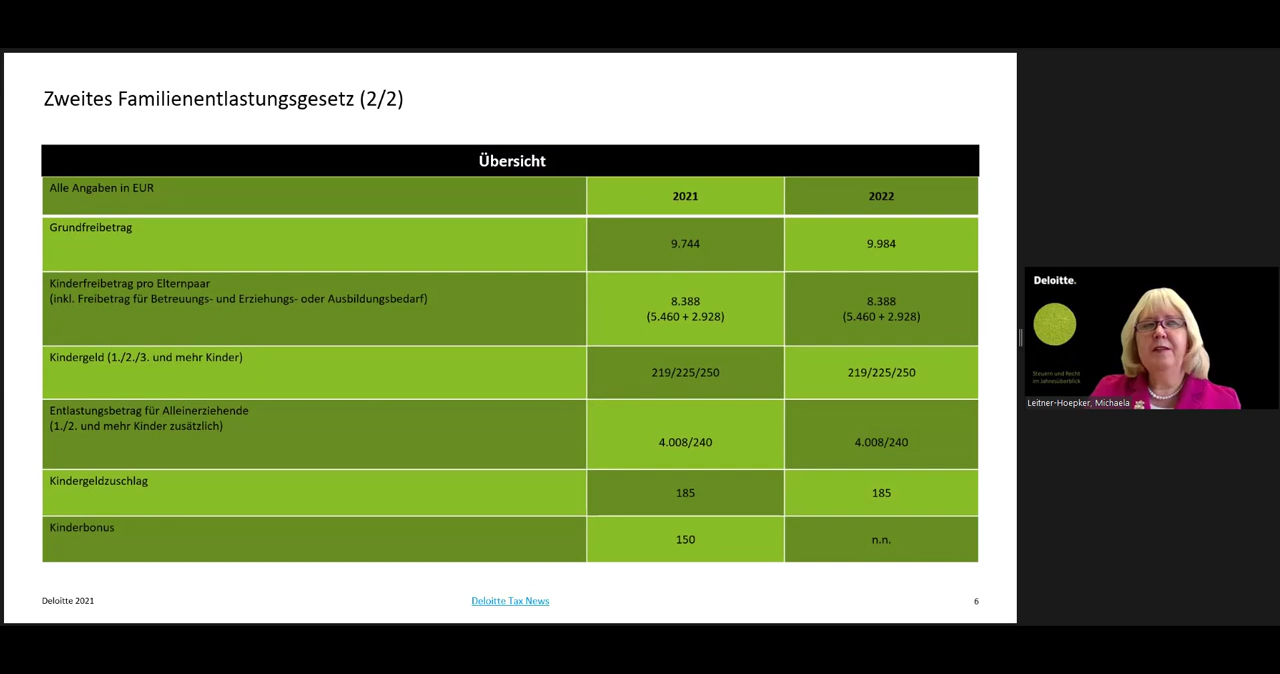 Zweites Familienentlastungsgesetz (2/2)
Übersicht
Alle Angaben in EUR
2021
2022
Grundfreibetrag
9.744
9.984
Kinderfreibetrag pro Elternpaar
(inkl. Freibetrag für Betreuungs- und Erziehungs- oder Ausbildungsbedarf)
8.388
(5.460 + 2.928)
8.388
(5.460 + 2.928)
Kindergeld (1./2./3. und mehr Kinder)
219/225/250
219/225/250
Entlastungsbetrag für Alleinerziehende
(1./2. und mehr Kinder zusätzlich)
4.008/240
4.008/240
Kindergeldzuschlag
185
185
Kinderbonus
150
n.n.
Deloitte 2021
Deloitte Tax News
6
Deloitte.
Steuern und Recht
im Jahresüberblick
Leitner-Hoepker, Michaela